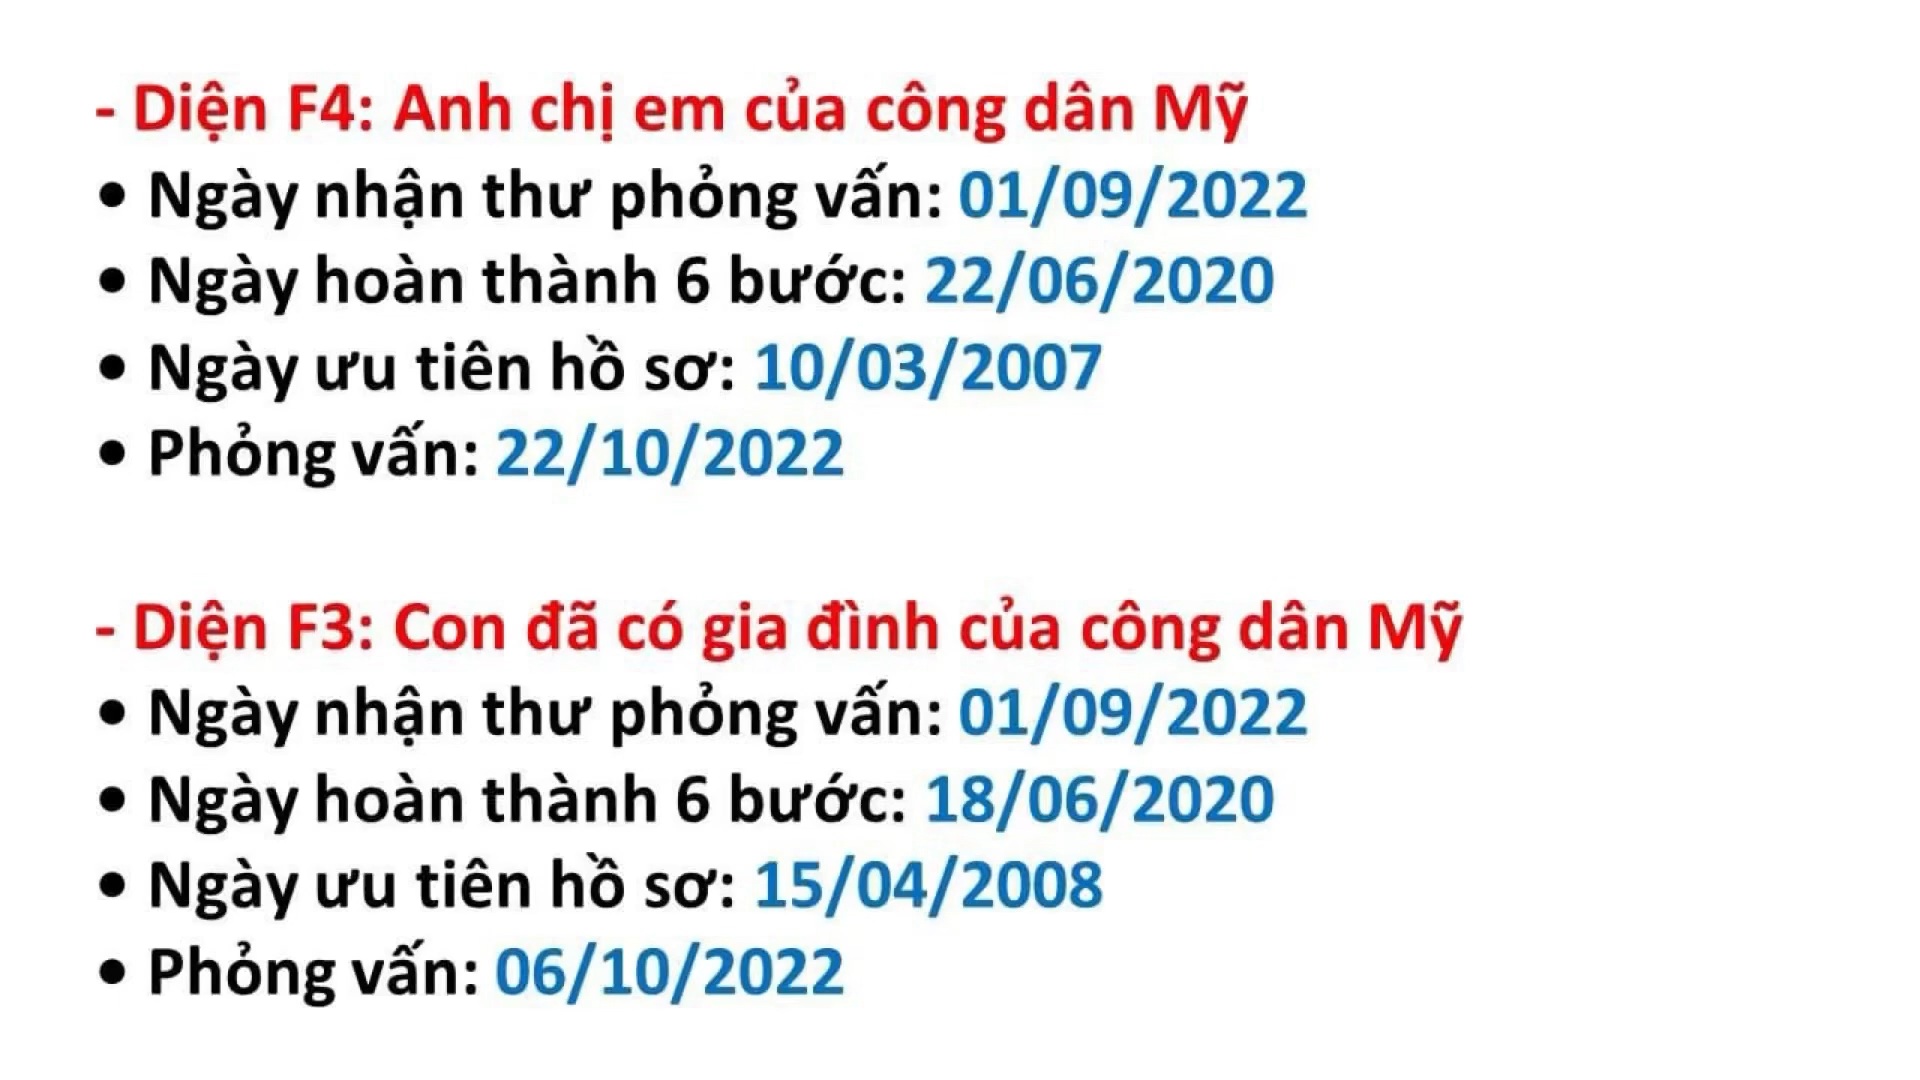 - Diện F4: Anh chị em của công dân Mỹ
• Ngày nhận thư phỏng vấn: 01/09/2022
• Ngày hoàn thành 6 bước: 22/06/2020
• Ngày ưu tiên hồ sơ: 10/03/2007
• Phỏng vấn: 22/10/2022
- Diện F3: Con đã có gia đình của công dân Mỹ
• Ngày nhận thư phỏng vấn: 01/09/2022
• Ngày hoàn thành 6 bước: 18/06/2020
• Ngày ưu tiên hồ sơ: 15/04/2008
• Phỏng vấn: 06/10/2022